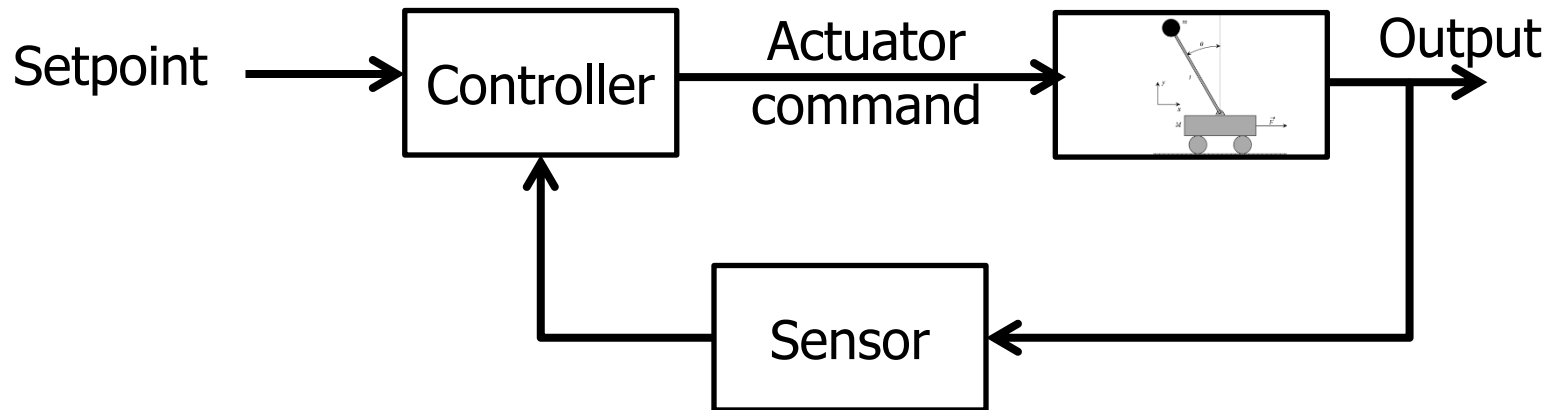 Setpoint
Controller
Actuator
command
Output
m
θ
l
y
x
M
F
Sensor